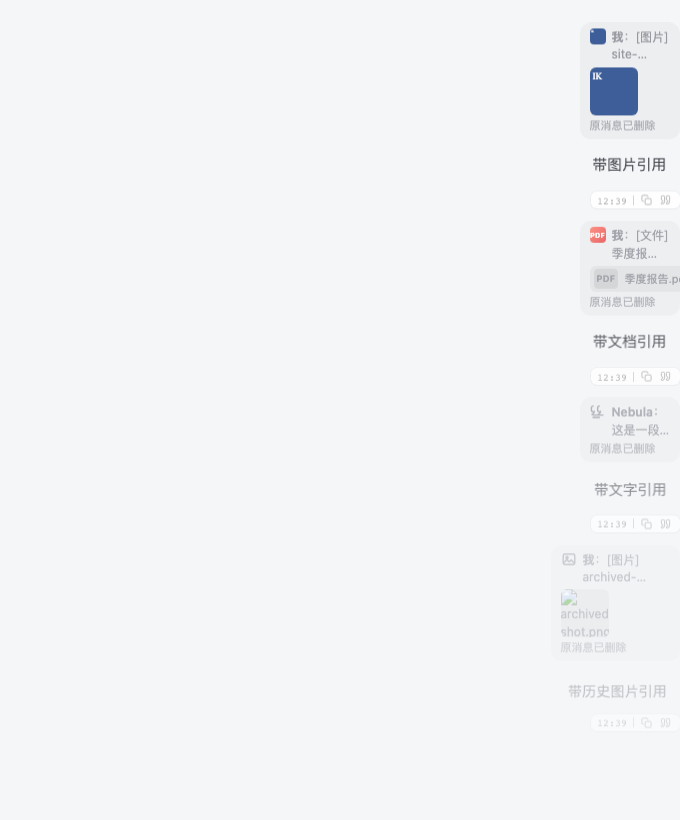 我：[图片]
site-...
IK
原消息已删除
带图片引用
12:39
PDF 我：[文件]
季度报...
PDF 季度报告.p
原消息已删除
带文档引用
12:39
Nebula：
这是一段...
原消息已删除
带文字引用
12:39
我：[图片]
archived-...
archived
shot.png
原消息已删除
带历史图片引用
12:39